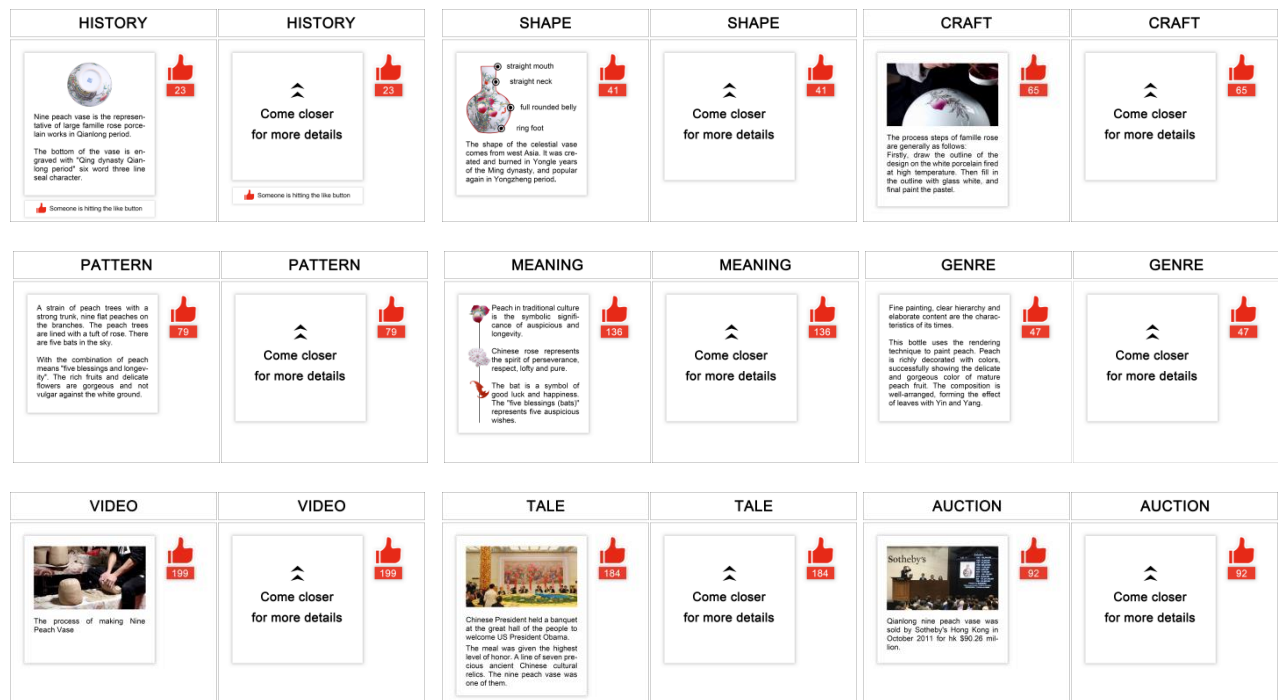 HISTORY
HISTORY
23
Nine peach vase is the represen-
tative of large famille rose porce-
lain works in Qianlong period.
The bottom of the vase is en-
graved with "Qing dynasty Qian-
long period" six word three line
seal character.
Someone is hitting the like button
23
Come closer
for more details
Someone is hitting the like button
SHAPE
SHAPE
straight mouth
straight neck
full rounded belly
ring foot
41
The shape of the celestial vase
comes from west Asia. It was cre-
ated and burned in Yongle years
of the Ming dynasty, and popular
again in Yongzheng period.
41
Come closer
for more details
CRAFT
CRAFT
65
The process steps of famille rose
are generally as follows:
Firstly, draw the outline of the
design on the white porcelain fired
at high temperature. Then fill in
the outline with glass white, and
final paint the pastel.
65
Come closer
for more details
PATTERN
PATTERN
A strain of peach trees with a
strong trunk, nine flat peaches on
the branches. The peach trees
are lined with a tuft of rose. There
are five bats in the sky.
With the combination of peach
means "five blessings and longev-
ity". The rich fruits and delicate
flowers are gorgeous and not
vulgar against the white ground.
79
79
Come closer
for more details
MEANING
MEANING
Peach in traditional culture
is the symbolic signifi-
cance of auspicious and
longevity.
Chinese rose represents
the spirit of perseverance,
respect, lofty and pure.
The bat is a symbol of
good luck and happiness.
The "five blessings (bats)"
represents five auspicious
wishes.
136
136
Come closer
for more details
GENRE
GENRE
Fine painting, clear hierarchy and
elaborate content are the charac-
teristics of its times.
This bottle uses the rendering
technique to paint peach. Peach
is richly decorated with colors,
successfully showing the delicate
and gorgeous color of mature
peach fruit. The composition is
well-arranged, forming the effect
of leaves with Yin and Yang.
47
47
Come closer
for more details
VIDEO
VIDEO
199
The process of making Nine
Peach Vase
199
Come closer
for more details
TALE
TALE
184
Chinese President held a banquet
at the great hall of the people to
welcome US President Obama.
The meal was given the highest
level of honor. A line of seven pre-
cious ancient Chinese cultural
relics. The nine peach vase was
one of them.
184
Come closer
for more details
AUCTION
AUCTION
Sotheby's
92
Qianlong nine peach vase was
sold by Sotheby's Hong Kong in
October 2011 for hk $90.26 mil-
lion.
92
Come closer
for more details